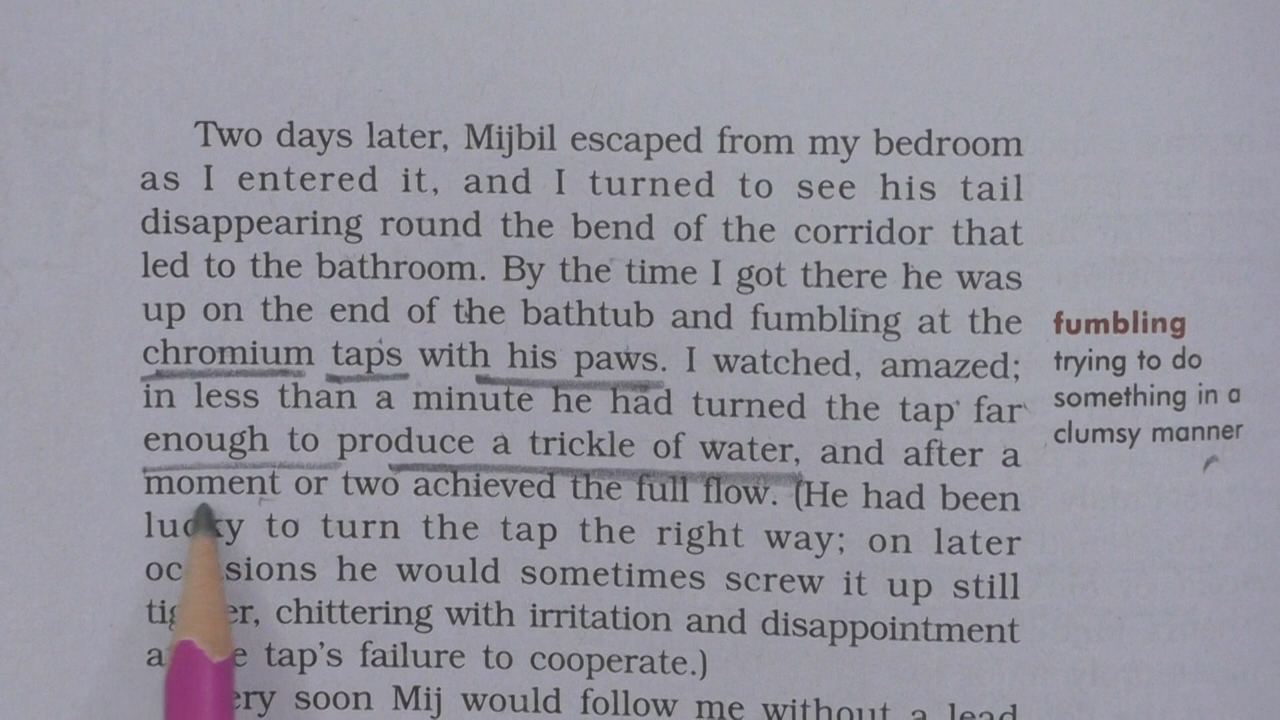 Two days later, Mijbil escaped from my bedroom
as I entered it, and I turned to see his tail
disappearing round the bend of the corridor that
led to the bathroom. By the time I got there he was
up on the end of the bathtub and fumbling at the
chromium taps with his paws. I watched, amazed;
in less than a minute he had turned the tap far
enough to produce a trickle of water, and after a
moment or two achieved the full flow. (He had been
lucky to turn the tap the right way; on later
he would sometimes screw it up still
chittering with irritation and disappointment
tap's failure to cooperate.)
soon Mij would follow me without a lead
fumbling
trying to do
something in a
clumsy manner